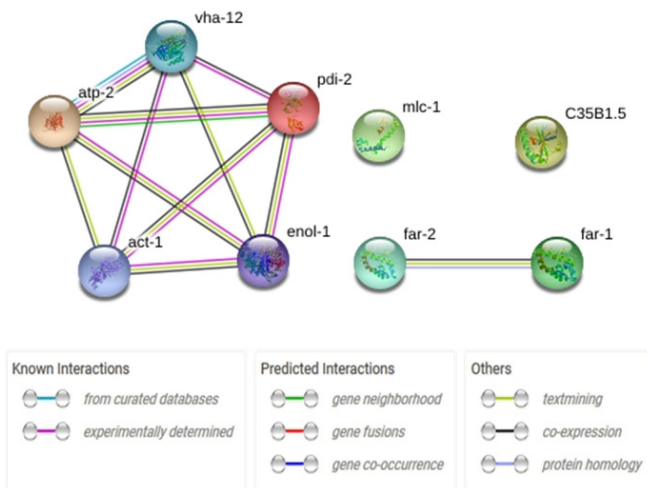 vha-12
atp-2
pdi-2
mlc-1
C35B1.5
act-1
enol-1
far-2
far-1
Known Interactions
from curated databases
experimentally determined
Predicted Interactions
gene neighborhood
gene fusions
gene co-occurrence
Others
textmining
co-expression
protein homology